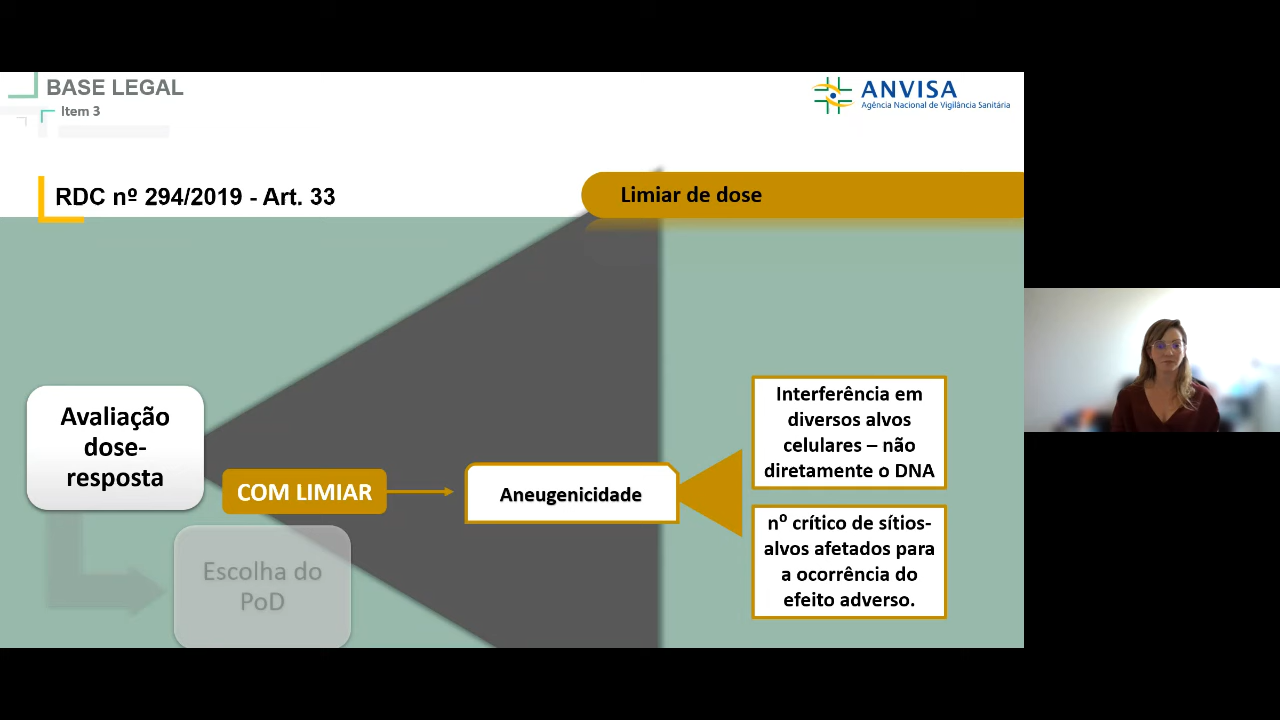 BASE LEGAL
Item 3
ANVISA
Agência Nacional de Vigilância Sanitária
RDC nº 294/2019 - Art. 33
Limiar de dose
Avaliação
dose-
resposta
COM LIMIAR
Aneugenicidade
Interferência em
diversos alvos
celulares – não
diretamente o DNA
nº crítico de sítios-
alvos afetados para
a ocorrência do
efeito adverso.
Escolha do
PoD